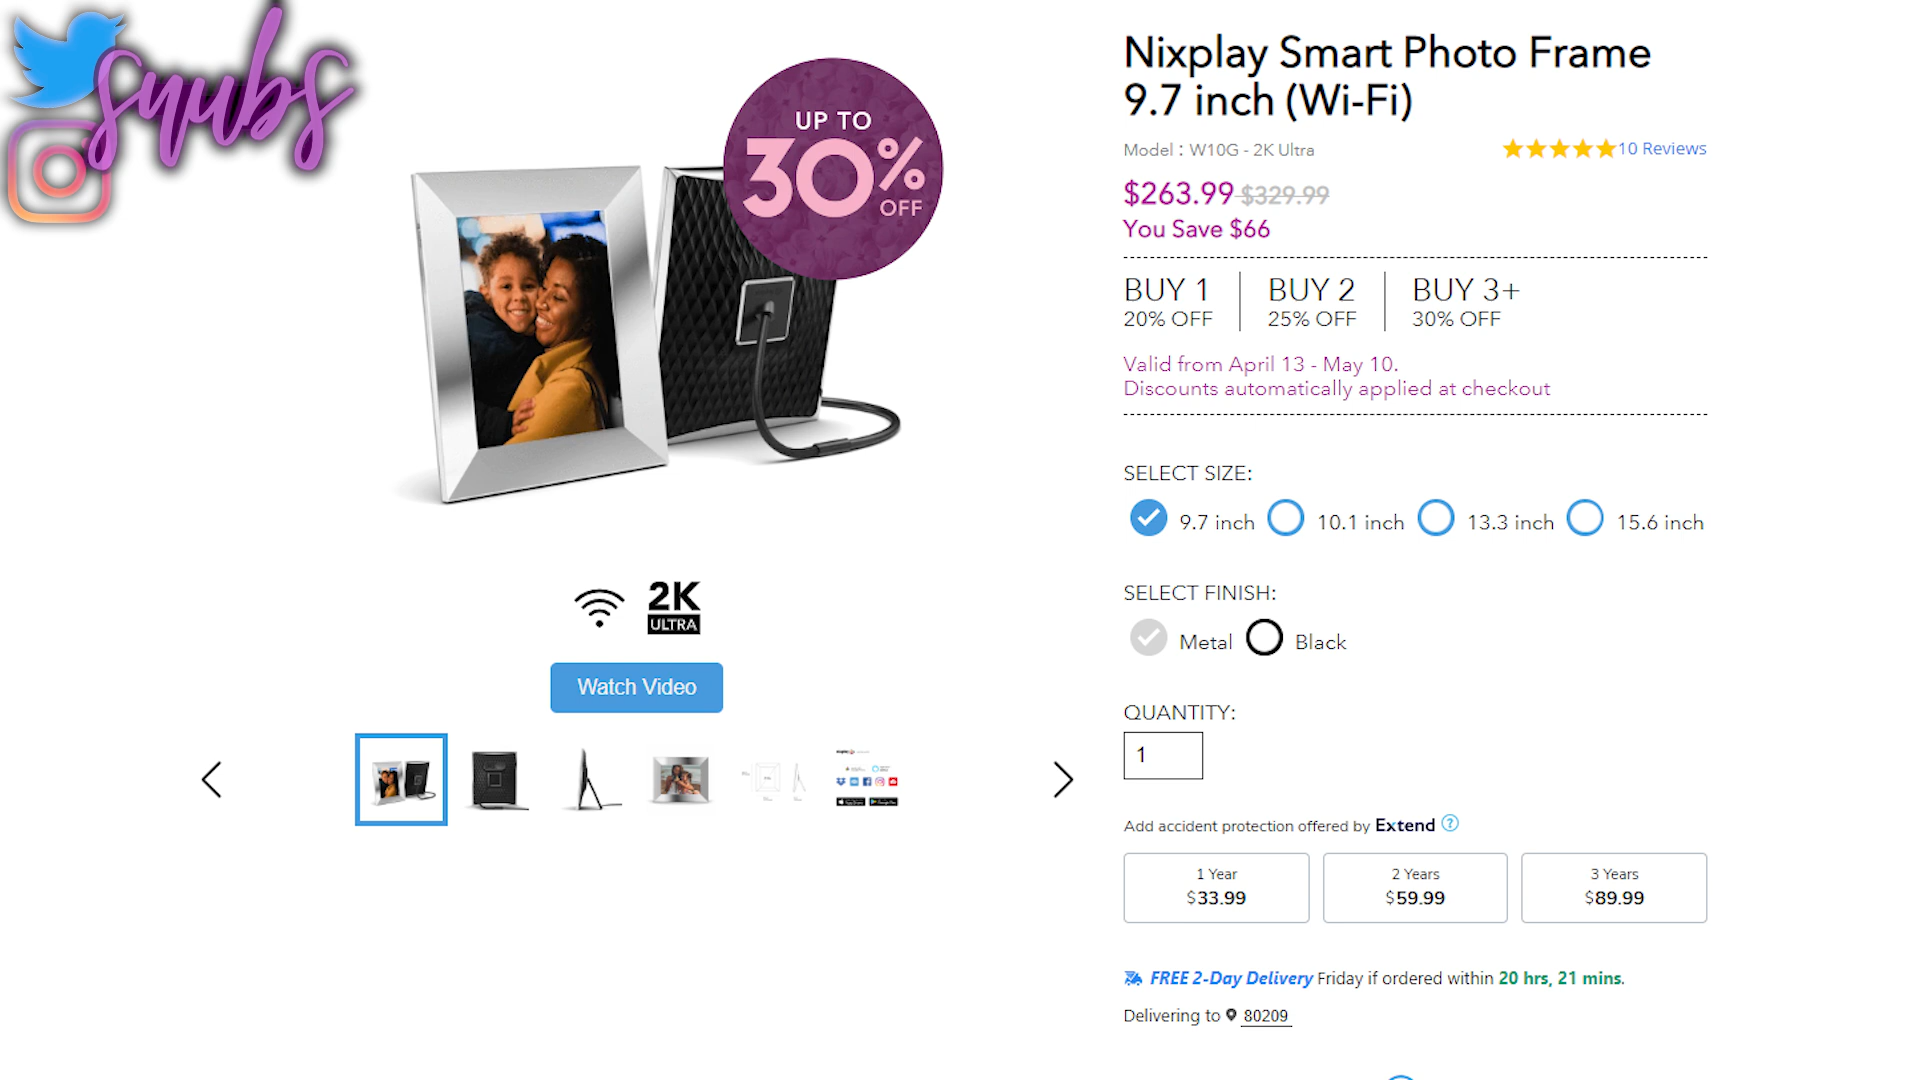 squbs
UP TO
30%
OFF
2K
ULTRA
Watch Video
Nixplay Smart Photo Frame
9.7 inch (Wi-Fi)
Model : W10G - 2K Ultra
10 Reviews
$263.99 $329.99
You Save $66
BUY 1
20% OFF
BUY 2
25% OFF
BUY 3+
30% OFF
Valid from April 13 - May 10.
Discounts automatically applied at checkout
SELECT SIZE:
9.7 inch 10.1 inch 13.3 inch 15.6 inch
SELECT FINISH:
Metal Black
QUANTITY:
1
Add accident protection offered by Extend ?
1 Year
$33.99
2 Years
$59.99
3 Years
$89.99
FREE 2-Day Delivery Friday if ordered within 20 hrs, 21 mins.
Delivering to 80209